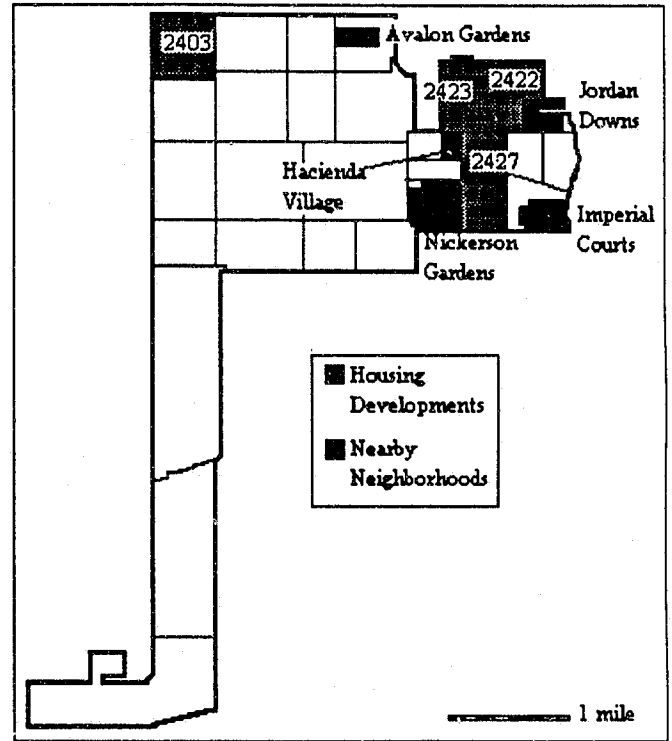 2403
Avalon Gardens
2423
2422
Jordan
Downs
2427
Hacienda
Village
Imperial
Courts
Nickerson
Gardens
Housing
Developments
Nearby
Neighborhoods
1 mile